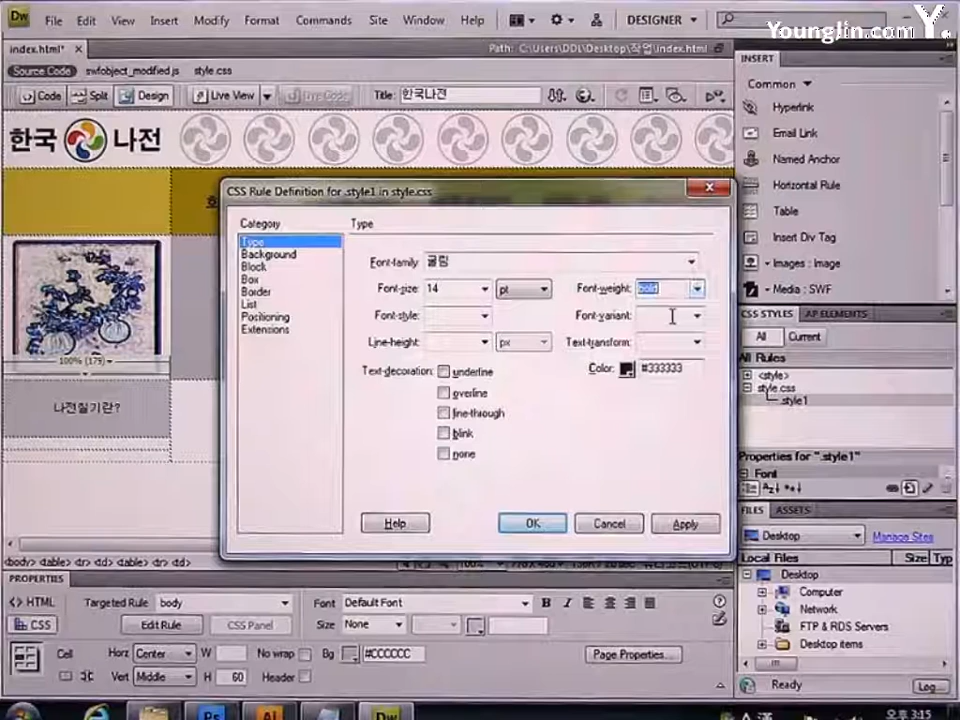 Dw File Edit View Insert Modify Format Commands Site Window Help DESIGNER
Younglin.com Y.
index.html* Path: C:\Users\DDL\Desktop\작업\index.html
Source Code swfobject_modified.js style.css
Code Split Design Live View Live Code Title: 한국나전
한국 나전
CSS Rule Definition for .style1 in style.css
Category
Type
Background
Block
Box
Border
List
Positioning
Extensions
Type
Font-family: 굴림
Font-size: 14 pt Font-weight: bold
Font-style: Font-variant:
Line-height: px Text-transform:
Text-decoration: underline Color: #333333
overline
line-through
blink
none
Help OK Cancel Apply
100% (179)
나전칠기란?
INSERT
Common
Hyperlink
Email Link
Named Anchor
Horizontal Rule
Table
Insert Div Tag
Images : Image
Media : SWF
CSS STYLES AP ELEMENTS
All Current
All Rules
<style>
style.css
.style1
Properties for ".style1"
Font
FILES ASSETS
Desktop Manage Sites
Local Files Size Typ
Desktop
Computer
Network
FTP & RDS Servers
Desktop items
Ready Log...
<body> <table> <tr> <td> <table> <tr> <td>
PROPERTIES
HTML Targeted Rule body Font Default Font B I
CSS Edit Rule CSS Panel Size None
Cell Horz Center W No wrap Bg #CCCCCC Page Properties...
Vert Middle H 60 Header
Ps Ai Dw A 漢 오후 3:15